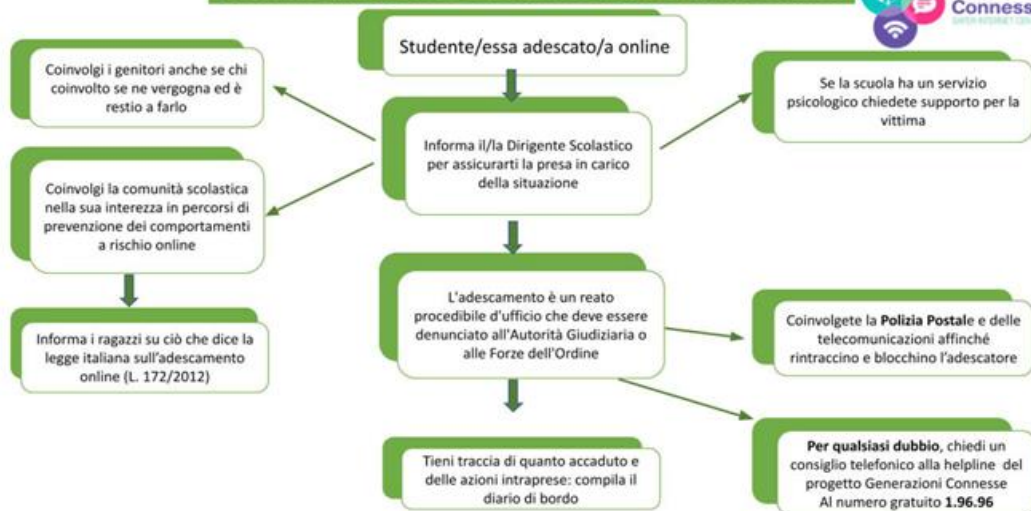 Conness
SAFER INTERNET CEN
Studente/essa adescato/a online
Coinvolgi i genitori anche se chi
coinvolto se ne vergogna ed è
restio a farlo
Se la scuola ha un servizio
psicologico chiedete supporto per la
vittima
Informa il/la Dirigente Scolastico
per assicurarti la presa in carico
della situazione
Coinvolgi la comunità scolastica
nella sua interezza in percorsi di
prevenzione dei comportamenti
a rischio online
L'adescamento è un reato
procedibile d'ufficio che deve essere
denunciato all'Autorità Giudiziaria o
alle Forze dell'Ordine
Coinvolgete la Polizia Postale e delle
telecomunicazioni affinché
rintraccino e blocchino l'adescatore
Informa i ragazzi su ciò che dice la
legge italiana sull'adescamento
online (L. 172/2012)
Tieni traccia di quanto accaduto e
delle azioni intraprese: compila il
diario di bordo
Per qualsiasi dubbio, chiedi un
consiglio telefonico alla helpline del
progetto Generazioni Connesse
Al numero gratuito 1.96.96